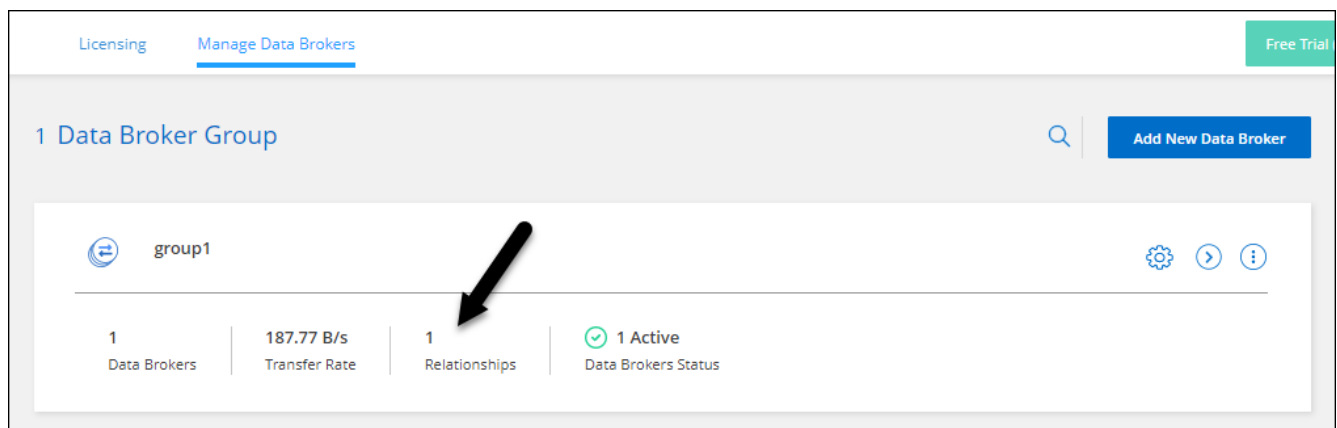 Licensing Manage Data Brokers Free Trial
1 Data Broker Group Add New Data Broker
group1
1 187.77 B/s 1 1 Active
Data Brokers Transfer Rate Relationships Data Brokers Status